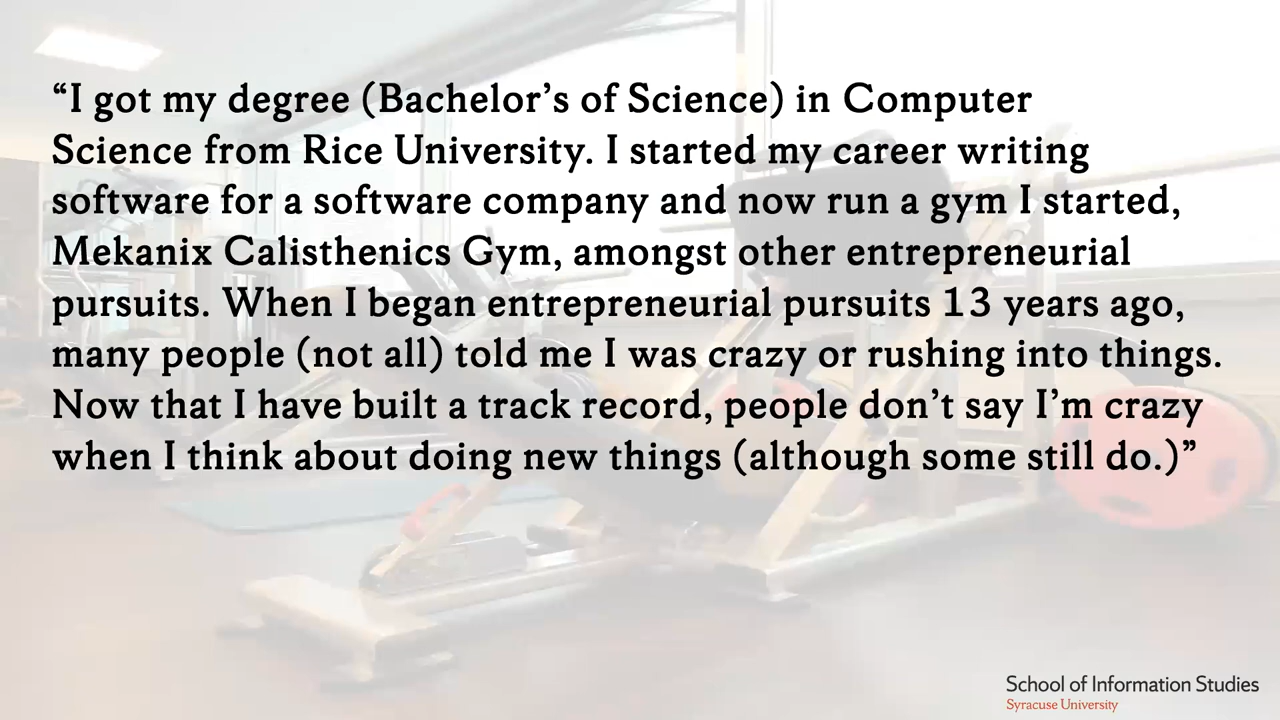 “I got my degree (Bachelor’s of Science) in Computer
Science from Rice University. I started my career writing
software for a software company and now run a gym I started,
Mekanix Calisthenics Gym, amongst other entrepreneurial
pursuits. When I began entrepreneurial pursuits 13 years ago,
many people (not all) told me I was crazy or rushing into things.
Now that I have built a track record, people don’t say I’m crazy
when I think about doing new things (although some still do.)”
School of Information Studies
Syracuse University